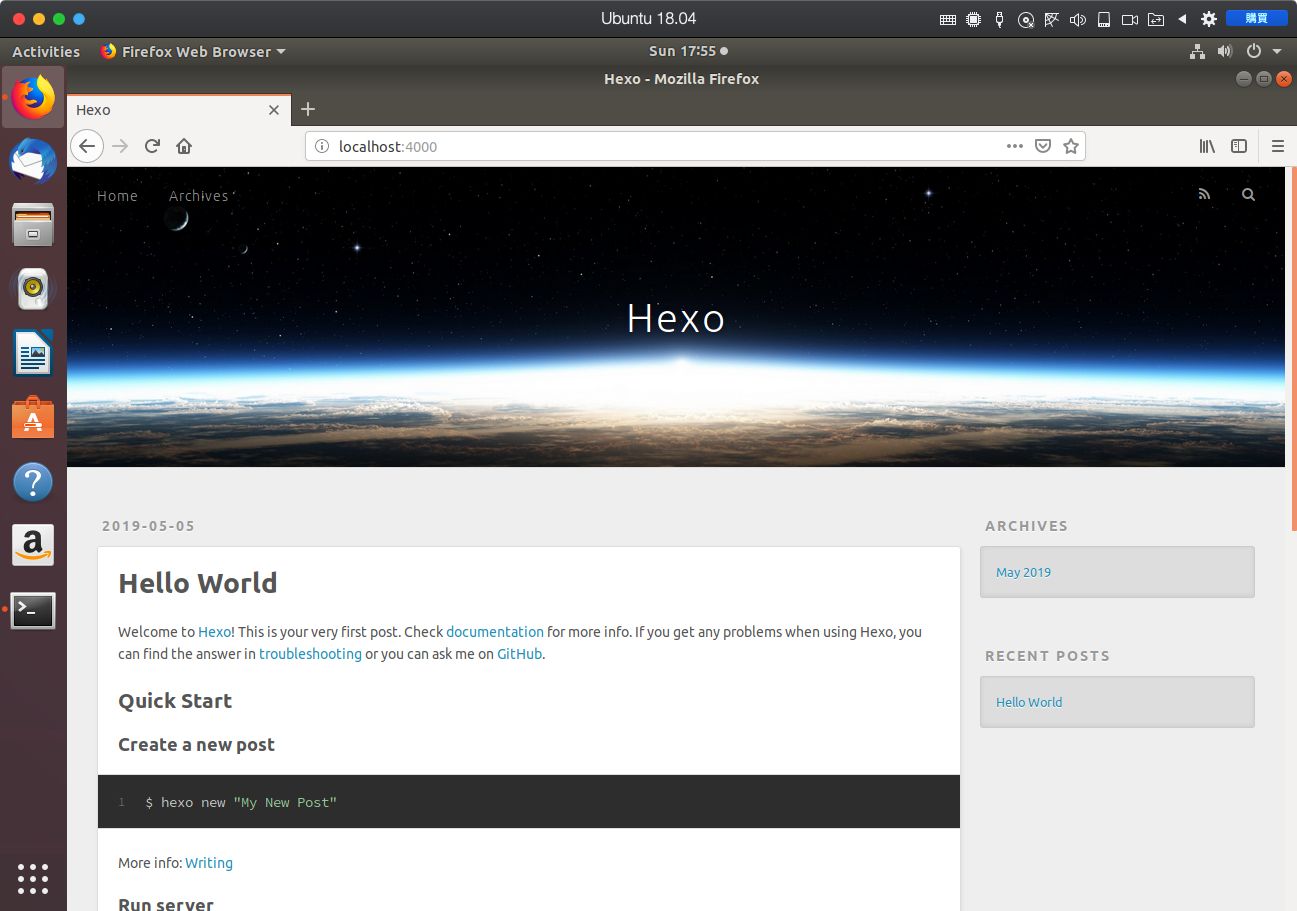 Ubuntu 18.04
購買
Activities
Firefox Web Browser
Sun 17:55
Hexo - Mozilla Firefox
Hexo
localhost:4000
Home
Archives
Hexo
2019-05-05
ARCHIVES
May 2019
RECENT POSTS
Hello World
Hello World
Welcome to Hexo! This is your very first post. Check documentation for more info. If you get any problems when using Hexo, you
can find the answer in troubleshooting or you can ask me on GitHub.
Quick Start
Create a new post
1 $ hexo new "My New Post"
More info: Writing
Run server